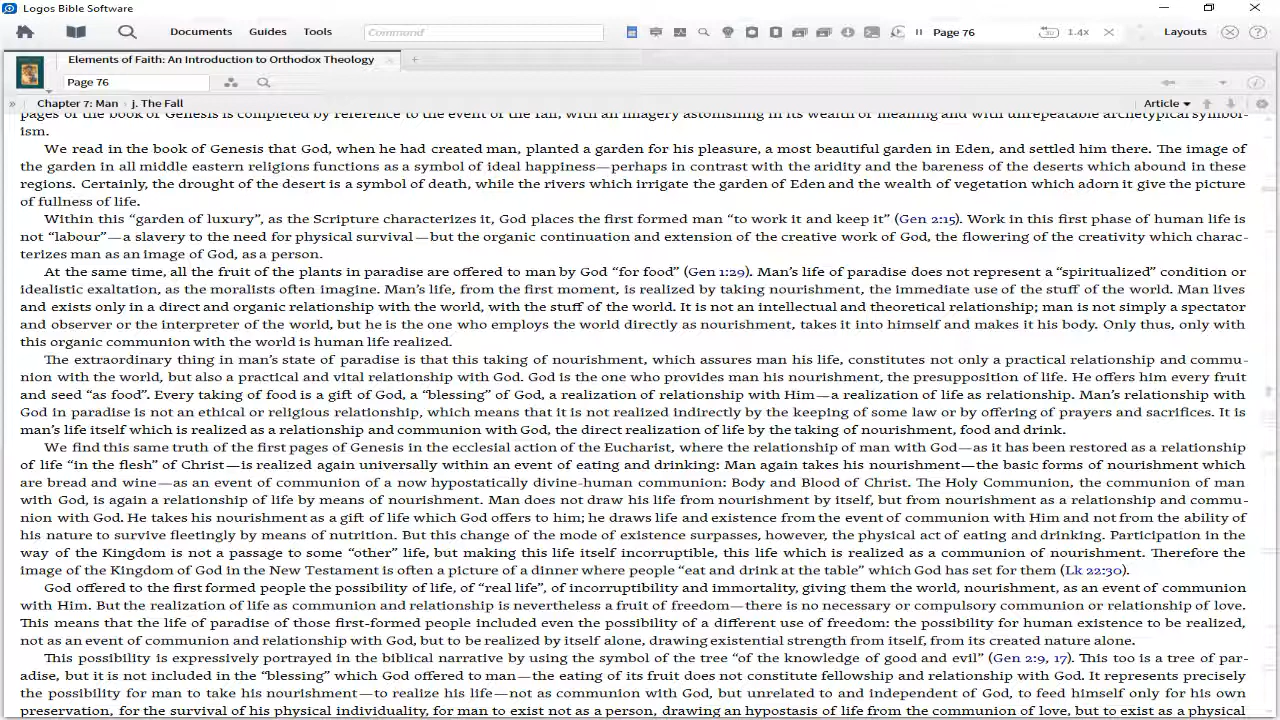 Logos Bible Software
Documents Guides Tools Command Page 76 1.4x Layouts
Elements of Faith: An Introduction to Orthodox Theology
Page 76
Chapter 7: Man › j. The Fall Article
pages of the book of Genesis is completed by reference to the event of the fall, with an imagery astonishing in its wealth of meaning and with unrepeatable archetypical symbol-
ism.
We read in the book of Genesis that God, when he had created man, planted a garden for his pleasure, a most beautiful garden in Eden, and settled him there. The image of
the garden in all middle eastern religions functions as a symbol of ideal happiness—perhaps in contrast with the aridity and the bareness of the deserts which abound in these
regions. Certainly, the drought of the desert is a symbol of death, while the rivers which irrigate the garden of Eden and the wealth of vegetation which adorn it give the picture
of fullness of life.
Within this “garden of luxury”, as the Scripture characterizes it, God places the first formed man “to work it and keep it” (Gen 2:15). Work in this first phase of human life is
not “labour”—a slavery to the need for physical survival—but the organic continuation and extension of the creative work of God, the flowering of the creativity which charac-
terizes man as an image of God, as a person.
At the same time, all the fruit of the plants in paradise are offered to man by God “for food” (Gen 1:29). Man’s life of paradise does not represent a “spiritualized” condition or
idealistic exaltation, as the moralists often imagine. Man’s life, from the first moment, is realized by taking nourishment, the immediate use of the stuff of the world. Man lives
and exists only in a direct and organic relationship with the world, with the stuff of the world. It is not an intellectual and theoretical relationship; man is not simply a spectator
and observer or the interpreter of the world, but he is the one who employs the world directly as nourishment, takes it into himself and makes it his body. Only thus, only with
this organic communion with the world is human life realized.
The extraordinary thing in man’s state of paradise is that this taking of nourishment, which assures man his life, constitutes not only a practical relationship and commu-
nion with the world, but also a practical and vital relationship with God. God is the one who provides man his nourishment, the presupposition of life. He offers him every fruit
and seed “as food”. Every taking of food is a gift of God, a “blessing” of God, a realization of relationship with Him—a realization of life as relationship. Man’s relationship with
God in paradise is not an ethical or religious relationship, which means that it is not realized indirectly by the keeping of some law or by offering of prayers and sacrifices. It is
man’s life itself which is realized as a relationship and communion with God, the direct realization of life by the taking of nourishment, food and drink.
We find this same truth of the first pages of Genesis in the ecclesial action of the Eucharist, where the relationship of man with God—as it has been restored as a relationship
of life “in the flesh” of Christ—is realized again universally within an event of eating and drinking: Man again takes his nourishment—the basic forms of nourishment which
are bread and wine—as an event of communion of a now hypostatically divine-human communion: Body and Blood of Christ. The Holy Communion, the communion of man
with God, is again a relationship of life by means of nourishment. Man does not draw his life from nourishment by itself, but from nourishment as a relationship and commu-
nion with God. He takes his nourishment as a gift of life which God offers to him; he draws life and existence from the event of communion with Him and not from the ability of
his nature to survive fleetingly by means of nutrition. But this change of the mode of existence surpasses, however, the physical act of eating and drinking. Participation in the
way of the Kingdom is not a passage to some “other” life, but making this life itself incorruptible, this life which is realized as a communion of nourishment. Therefore the
image of the Kingdom of God in the New Testament is often a picture of a dinner where people “eat and drink at the table” which God has set for them (Lk 22:30).
God offered to the first formed people the possibility of life, of “real life”, of incorruptibility and immortality, giving them the world, nourishment, as an event of communion
with Him. But the realization of life as communion and relationship is nevertheless a fruit of freedom—there is no necessary or compulsory communion or relationship of love.
This means that the life of paradise of those first-formed people included even the possibility of a different use of freedom: the possibility for human existence to be realized,
not as an event of communion and relationship with God, but to be realized by itself alone, drawing existential strength from itself, from its created nature alone.
This possibility is expressively portrayed in the biblical narrative by using the symbol of the tree “of the knowledge of good and evil” (Gen 2:9, 17). This too is a tree of par-
adise, but it is not included in the “blessing” which God offered to man—the eating of its fruit does not constitute fellowship and relationship with God. It represents precisely
the possibility for man to take his nourishment—to realize his life—not as communion with God, but unrelated to and independent of God, to feed himself only for his own
preservation, for the survival of his physical individuality, for man to exist not as a person, drawing an hypostasis of life from the communion of love, but to exist as a physical